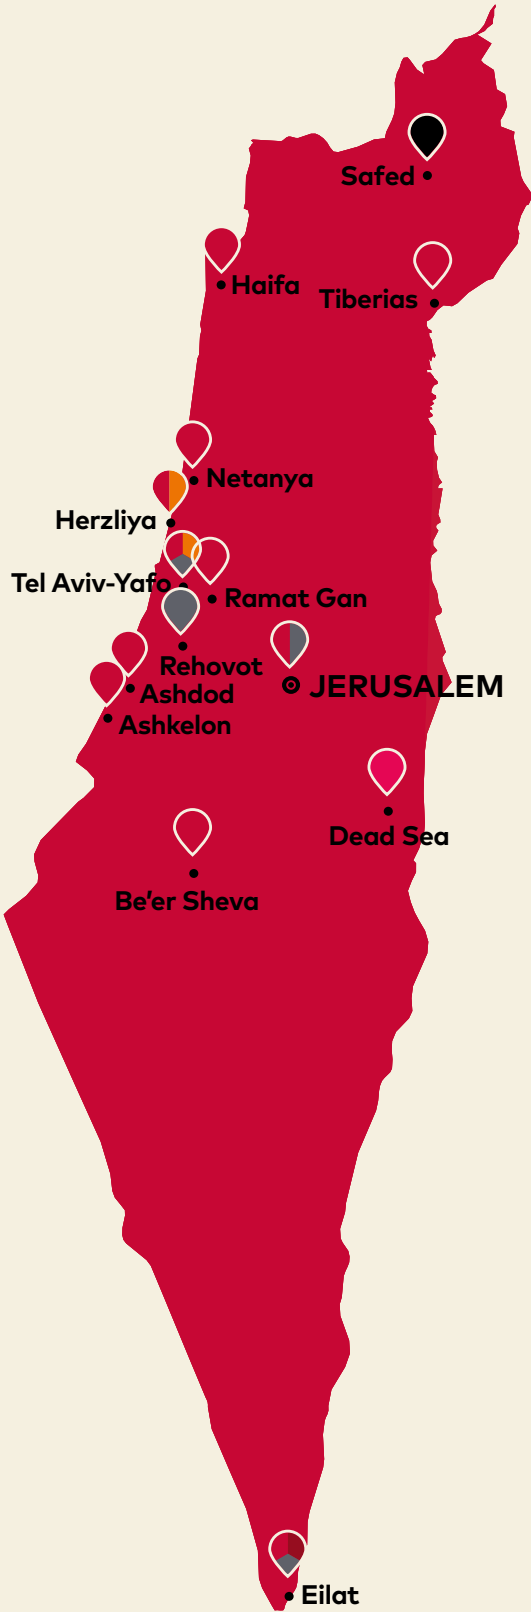 Safed
Haifa
Tiberias
Netanya
Herzliya
Tel Aviv-Yafo
Ramat Gan
Rehovot
JERUSALEM
Ashdod
Ashkelon
Dead Sea
Be'er Sheva
Eilat